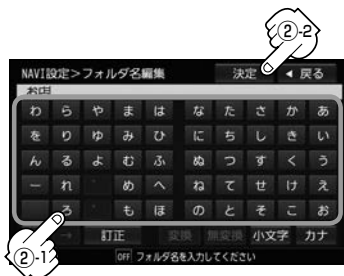 ②-2
NAVI設定>フォルダ名編集 決定 ◀ 戻る
お店
わ ら や ま は な た さ か あ
を り ゆ み ひ に ち し き い
ん る よ む ふ ぬ つ す く う
ー れ ゛ め へ ね て せ け え
ろ ゜ も ほ の と そ こ お
→ 訂正 変換 無変換 小文字 カナ
②-1
OFF フォルダ名を入力してください